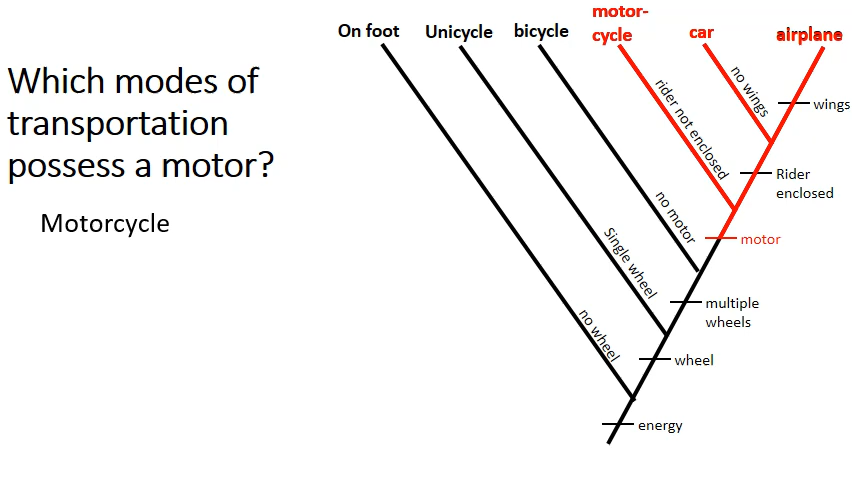 Which modes of
transportation
possess a motor?
Motorcycle
On foot
Unicycle
bicycle
motor-
cycle
car
airplane
no wings
rider not enclosed
no motor
Single wheel
no wheel
wings
Rider
enclosed
motor
multiple
wheels
wheel
energy